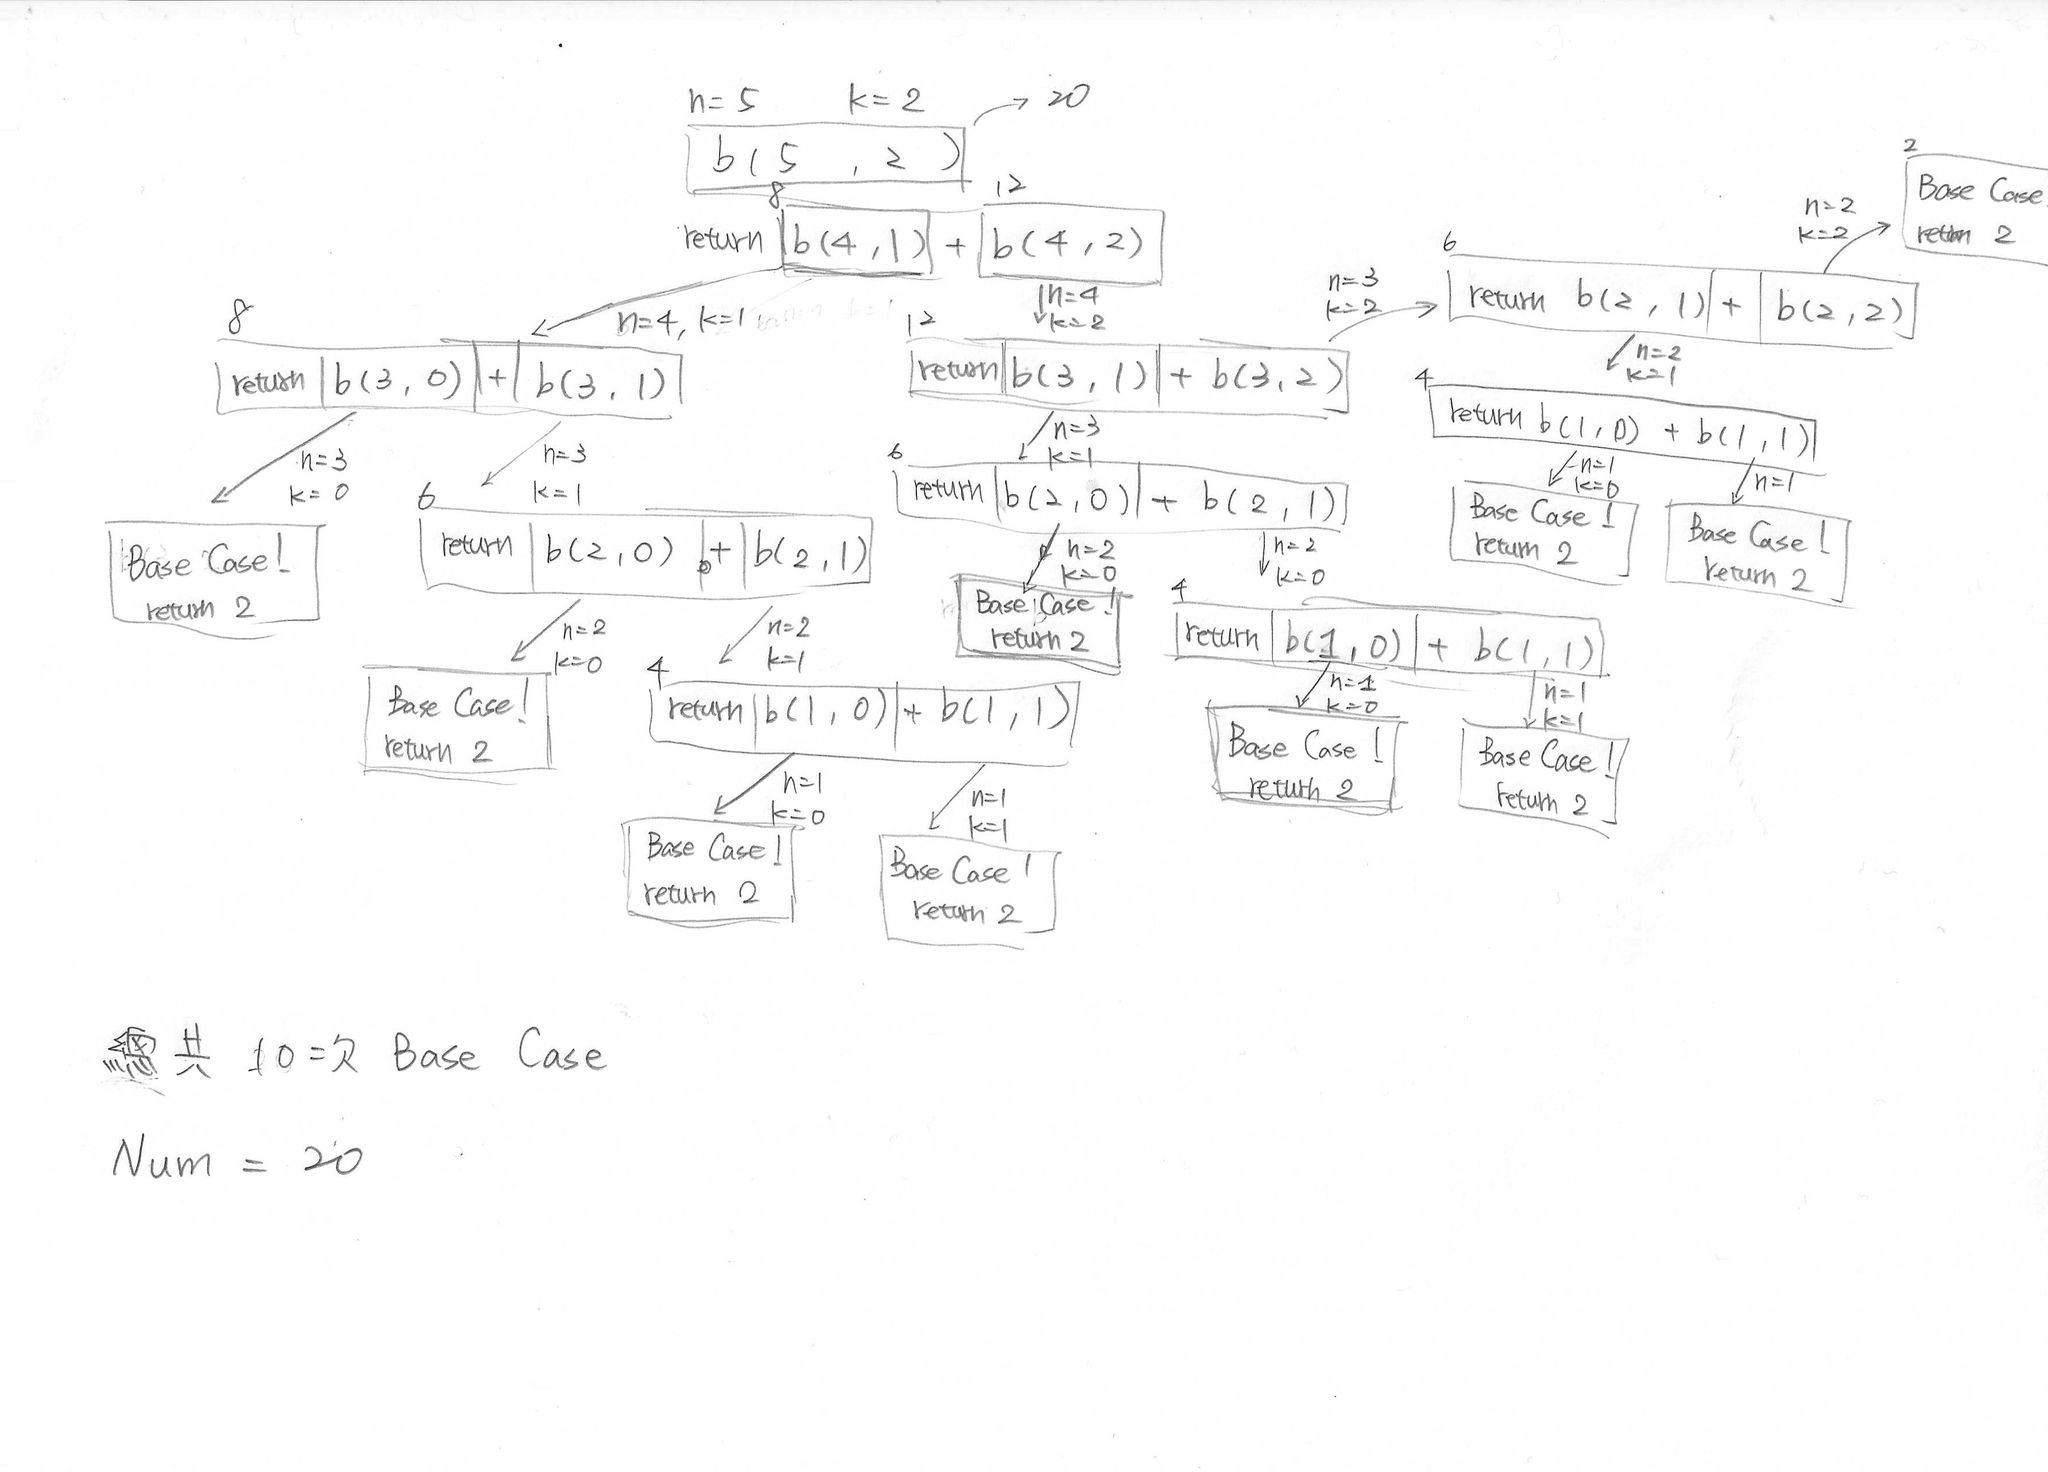 n=5 k=2 → 20
b(5 , 2)
8 12
return b(4,1) + b(4,2)
n=4, k=1
n=4
k=2
8
return b(3,0) + b(3,1)
n=3
k=0
Base Case!
return 2
n=3
k=1
6
return b(2,0) + b(2,1)
n=2
k=0
Base Case!
return 2
n=2
k=1
4
return b(1,0) + b(1,1)
n=1
k=0
Base Case!
return 2
n=1
k=1
Base Case!
return 2
12
return b(3,1) + b(3,2)
n=3
k=1
6
return b(2,0) + b(2,1)
n=2
k=0
Base Case!
return 2
n=2
k=0
4
return b(1,0) + b(1,1)
n=1
k=0
Base Case!
return 2
n=1
k=1
Base Case!
return 2
n=3
k=2
6
return b(2,1) + b(2,2)
n=2
k=1
4
return b(1,0) + b(1,1)
n=1
k=0
Base Case!
return 2
n=1
Base Case!
return 2
n=2
k=2
2
Base Case!
return 2
總共 10次 Base Case
Num = 20